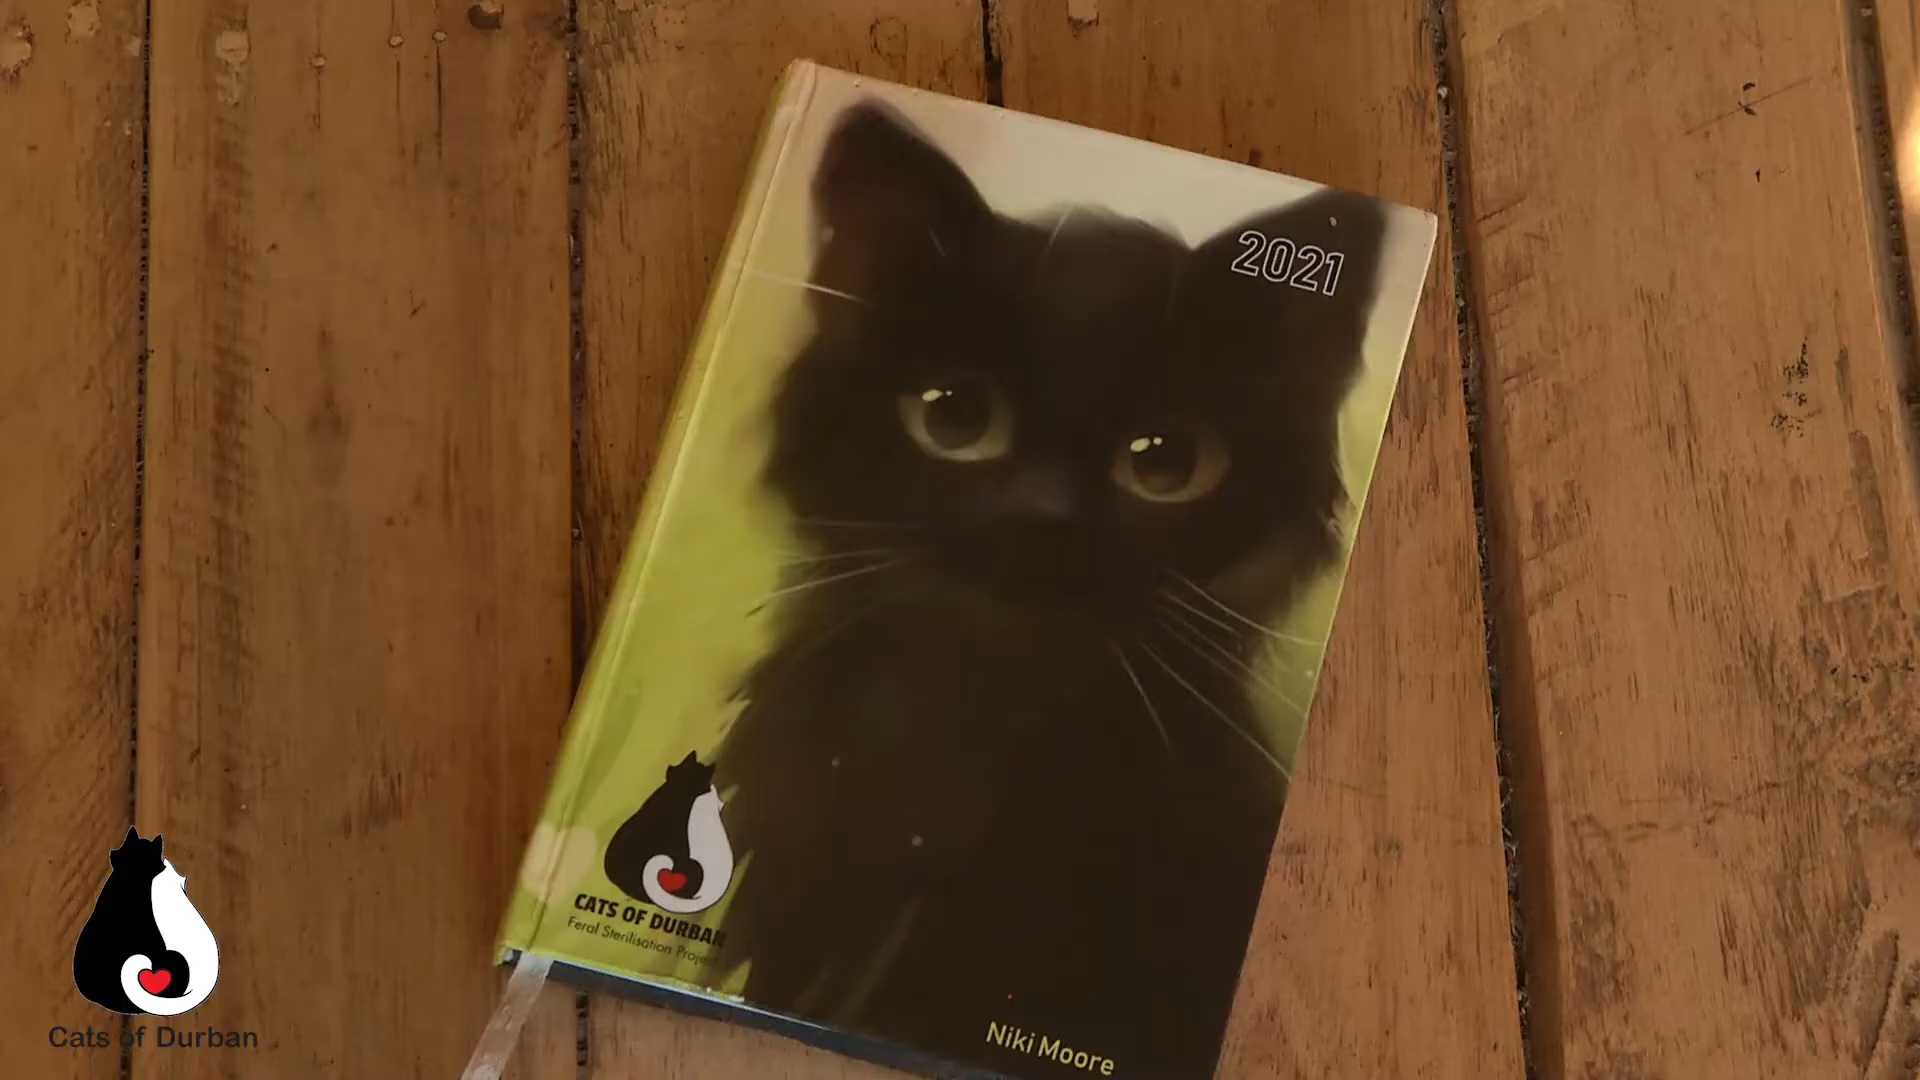 2021
CATS OF DURBAN
Feral Sterilisation Project
Niki Moore
Cats of Durban